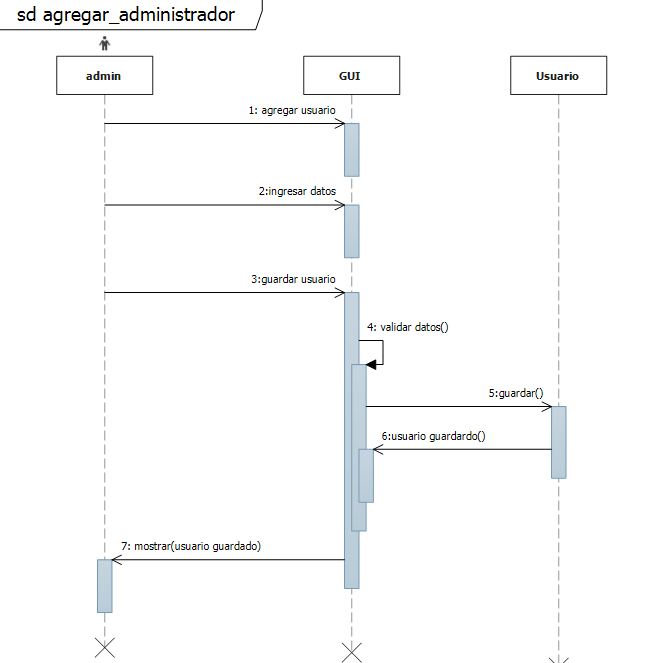 sd agregar_administrador
admin
GUI
Usuario
1: agregar usuario
2:ingresar datos
3:guardar usuario
4: validar datos()
5:guardar()
6:usuario guardardo()
7: mostrar(usuario guardado)